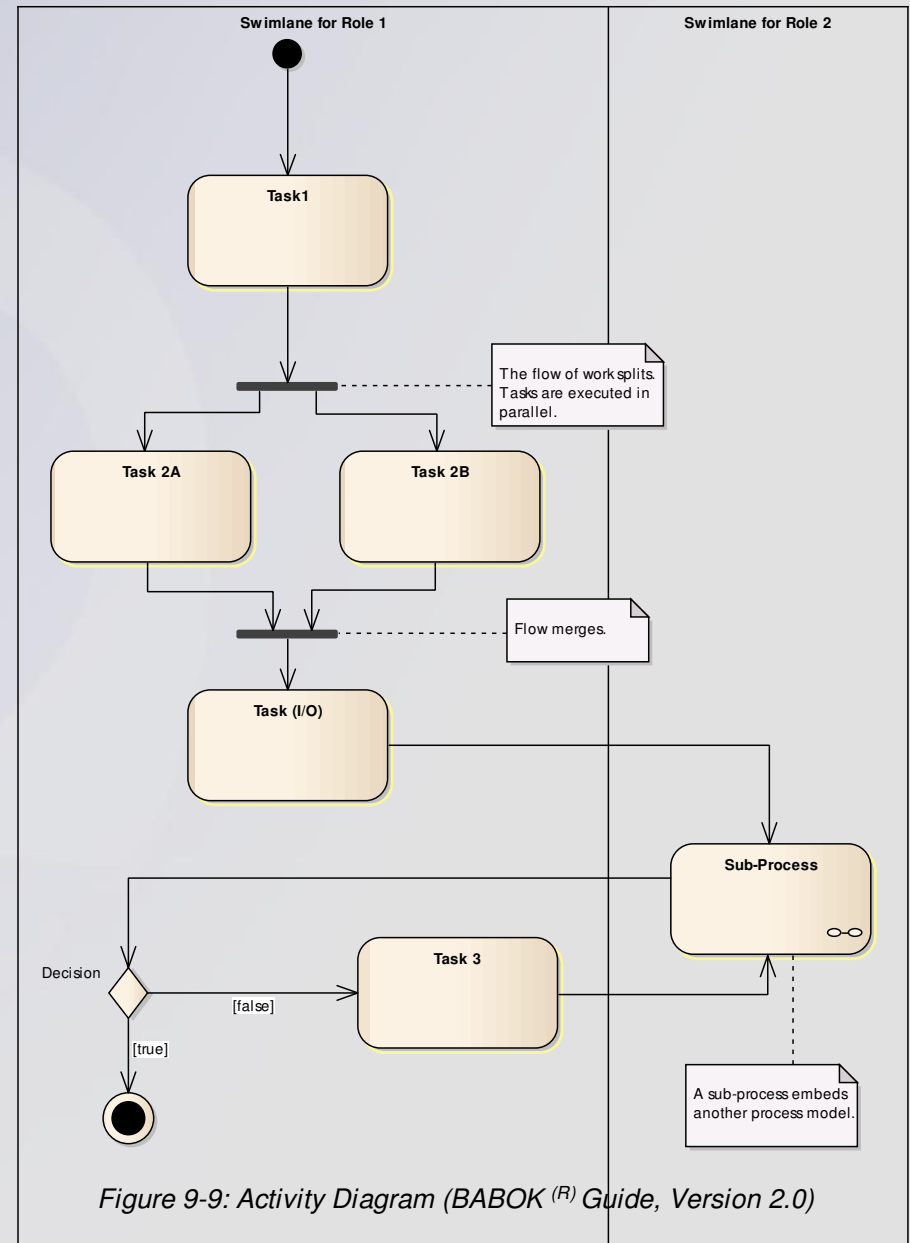 Swimlane for Role 1
Swimlane for Role 2
Task1
The flow of work splits.
Tasks are executed in
parallel.
Task 2A
Task 2B
Flow merges.
Task (I/O)
Sub-Process
Decision
Task 3
[false]
[true]
A sub-process embeds
another process model.
Figure 9-9: Activity Diagram (BABOK (R) Guide, Version 2.0)